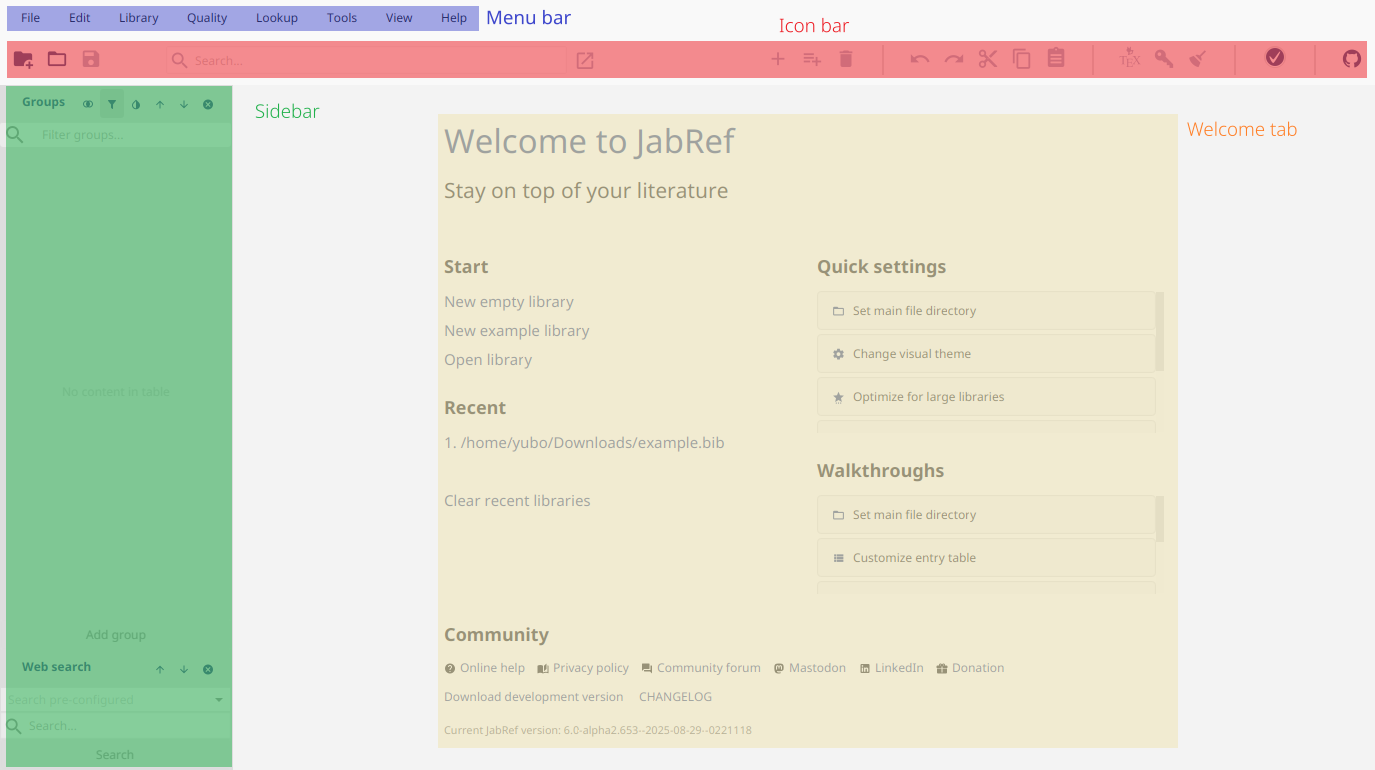 File Edit Library Quality Lookup Tools View Help Menu bar
Icon bar
Search...
TEX
Groups
Sidebar
Filter groups...
No content in table
Add group
Web search
Search pre-configured
Search...
Search
Welcome tab
Welcome to JabRef
Stay on top of your literature
Start
New empty library
New example library
Open library
Recent
1. /home/yubo/Downloads/example.bib
Clear recent libraries
Quick settings
Set main file directory
Change visual theme
Optimize for large libraries
Walkthroughs
Set main file directory
Customize entry table
Community
Online help Privacy policy Community forum Mastodon LinkedIn Donation
Download development version CHANGELOG
Current JabRef version: 6.0-alpha2.653--2025-08-29--0221118